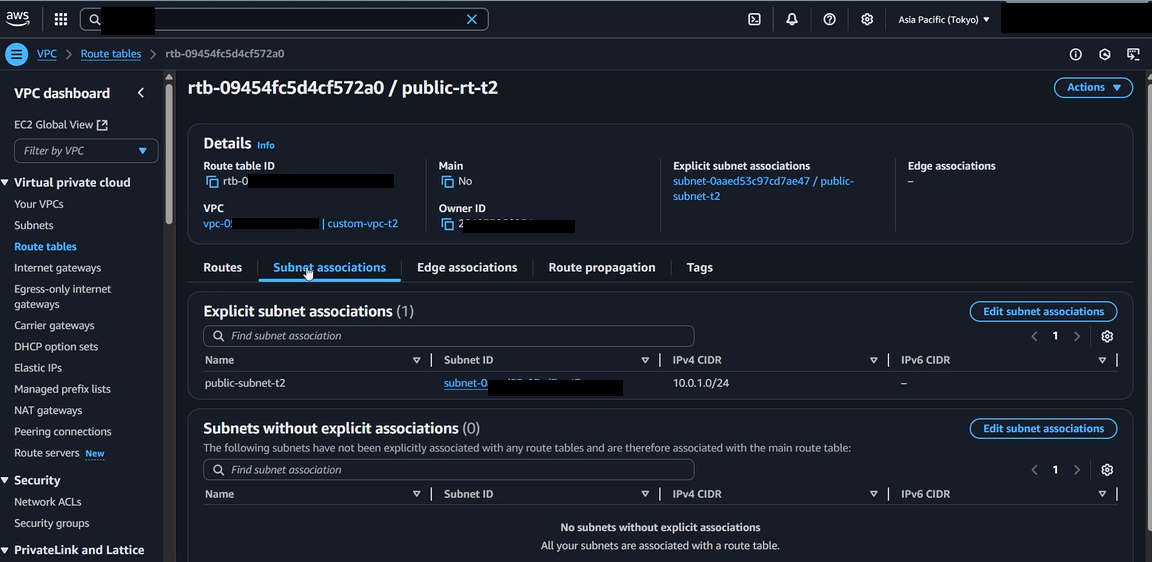 aws
Asia Pacific (Tokyo)
VPC
Route tables
rtb-09454fc5d4cf572a0
VPC dashboard
EC2 Global View
Filter by VPC
Virtual private cloud
Your VPCs
Subnets
Route tables
Internet gateways
Egress-only internet
gateways
Carrier gateways
DHCP option sets
Elastic IPs
Managed prefix lists
NAT gateways
Peering connections
Route servers New
Security
Network ACLs
Security groups
PrivateLink and Lattice
rtb-09454fc5d4cf572a0 / public-rt-t2
Actions
Details Info
Route table ID
rtb-0
VPC
vpc-0 | custom-vpc-t2
Main
No
Owner ID
2
Explicit subnet associations
subnet-0aaed53c97cd7ae47 / public-
subnet-t2
Edge associations
–
Routes Subnet associations Edge associations Route propagation Tags
Explicit subnet associations (1)
Edit subnet associations
Find subnet association
1
Name Subnet ID IPv4 CIDR IPv6 CIDR
public-subnet-t2 subnet-0 10.0.1.0/24 –
Subnets without explicit associations (0)
Edit subnet associations
The following subnets have not been explicitly associated with any route tables and are therefore associated with the main route table:
Find subnet association
1
Name Subnet ID IPv4 CIDR IPv6 CIDR
No subnets without explicit associations
All your subnets are associated with a route table.